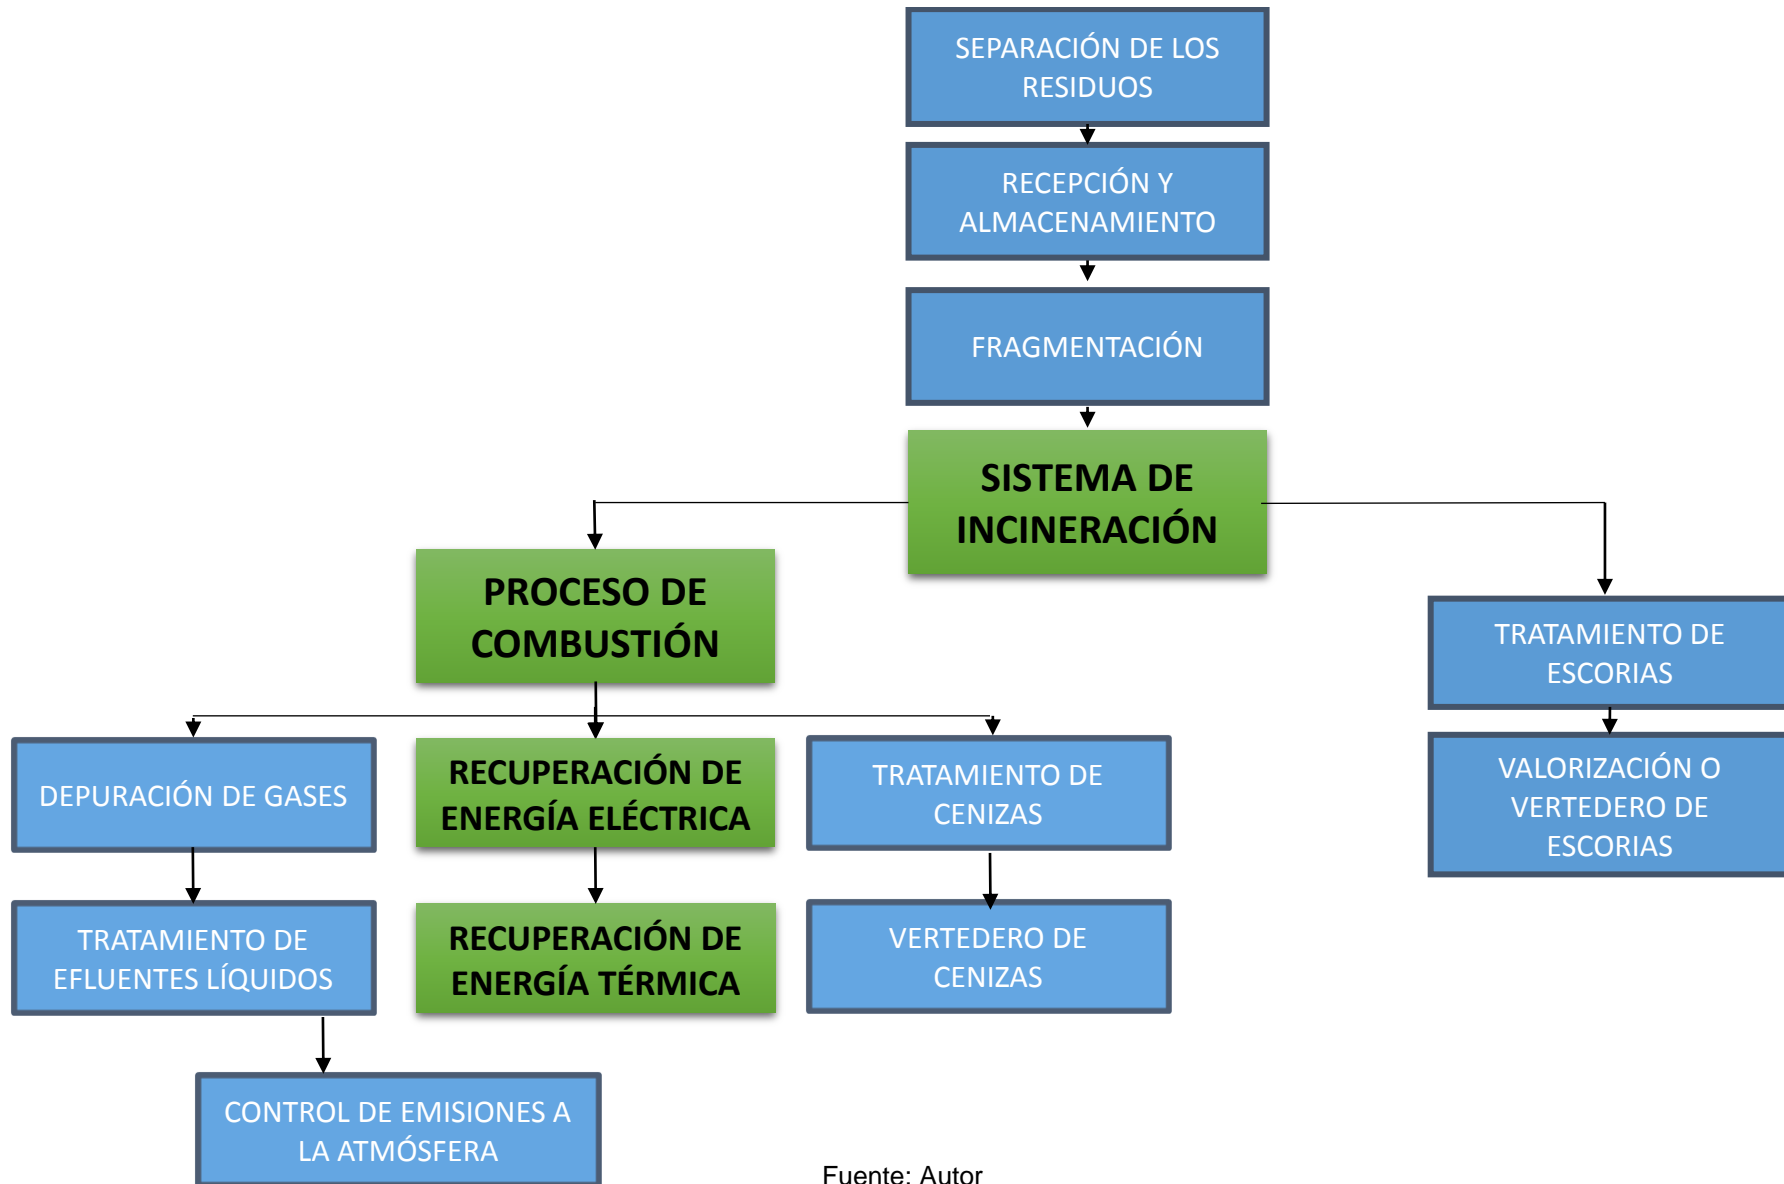 SEPARACIÓN DE LOS
RESIDUOS
RECEPCIÓN Y
ALMACENAMIENTO
FRAGMENTACIÓN
SISTEMA DE
INCINERACIÓN
PROCESO DE
COMBUSTIÓN
TRATAMIENTO DE
ESCORIAS
DEPURACIÓN DE GASES
RECUPERACIÓN DE
ENERGÍA ELÉCTRICA
TRATAMIENTO DE
CENIZAS
VALORIZACIÓN O
VERTEDERO DE
ESCORIAS
TRATAMIENTO DE
EFLUENTES LÍQUIDOS
RECUPERACIÓN DE
ENERGÍA TÉRMICA
VERTEDERO DE
CENIZAS
CONTROL DE EMISIONES A
LA ATMÓSFERA
Fuente: Autor